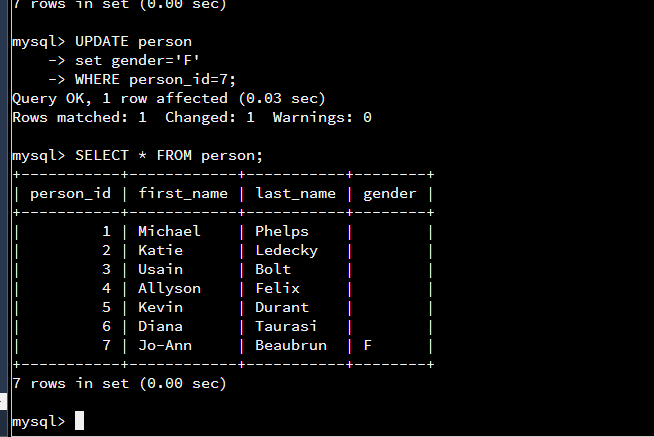 7 rows in set (0.00 sec)
mysql> UPDATE person
    -> set gender='F'
    -> WHERE person_id=7;
Query OK, 1 row affected (0.03 sec)
Rows matched: 1  Changed: 1  Warnings: 0
mysql> SELECT * FROM person;
+-----------+------------+-----------+--------+
| person_id | first_name | last_name | gender |
+-----------+------------+-----------+--------+
|         1 | Michael    | Phelps    |        |
|         2 | Katie      | Ledecky   |        |
|         3 | Usain      | Bolt      |        |
|         4 | Allyson    | Felix     |        |
|         5 | Kevin      | Durant    |        |
|         6 | Diana      | Taurasi   |        |
|         7 | Jo-Ann     | Beaubrun  | F      |
+-----------+------------+-----------+--------+
7 rows in set (0.00 sec)
mysql>